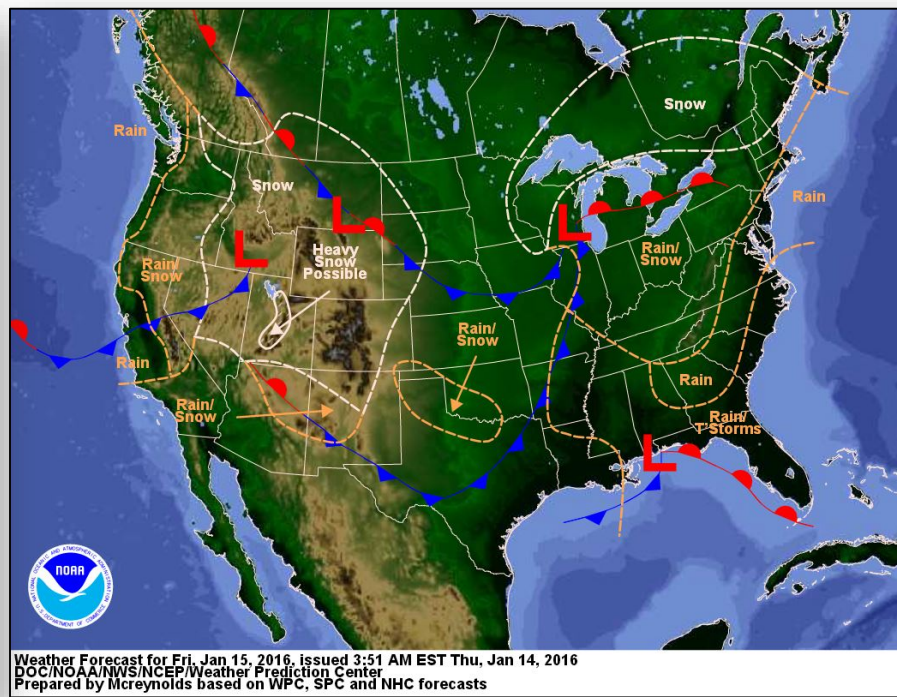 Snow
Rain
Rain
Snow
Heavy
Snow
Possible
Rain/
Snow
Rain/
Snow
Rain/
Snow
Rain
Rain/
Snow
Rain
Rain/
T'Storms
L
L
L
L
NOAA
NATIONAL OCEANIC AND ATMOSPHERIC ADMINISTRATION
U.S. DEPARTMENT OF COMMERCE
Weather Forecast for Fri, Jan 15, 2016, issued 3:51 AM EST Thu, Jan 14, 2016
DOC/NOAA/NWS/NCEP/Weather Prediction Center
Prepared by Mcreynolds based on WPC, SPC and NHC forecasts